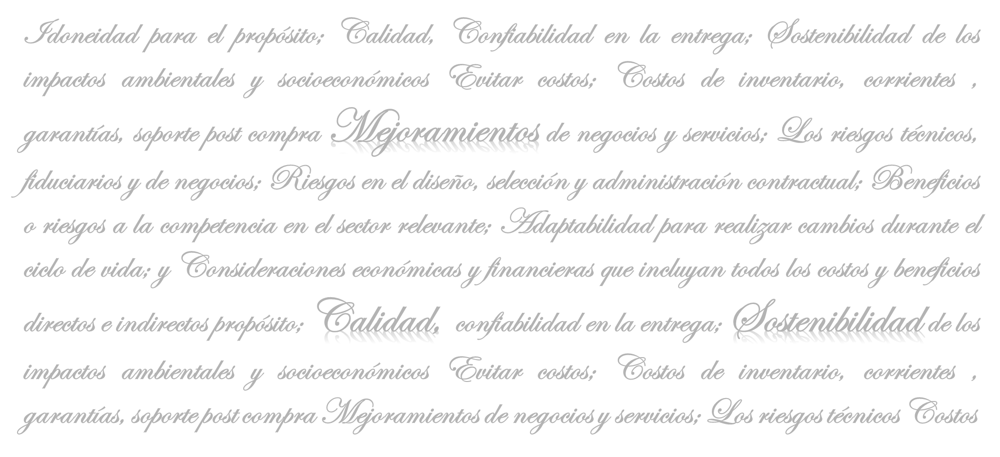 Idoneidad para el propósito; Calidad, Confiabilidad en la entrega; Sostenibilidad de los
impactos ambientales y socioeconómicos Evitar costos; Costos de inventario, corrientes ,
garantías, soporte post compra Mejoramientos de negocios y servicios; Los riesgos técnicos,
fiduciarios y de negocios; Riesgos en el diseño, selección y administración contractual; Beneficios
o riesgos a la competencia en el sector relevante; Adaptabilidad para realizar cambios durante el
ciclo de vida; y Consideraciones económicas y financieras que incluyan todos los costos y beneficios
directos e indirectos propósito; Calidad, confiabilidad en la entrega; Sostenibilidad de los
impactos ambientales y socioeconómicos Evitar costos; Costos de inventario, corrientes ,
garantías, soporte post compra Mejoramientos de negocios y servicios; Los riesgos técnicos Costos